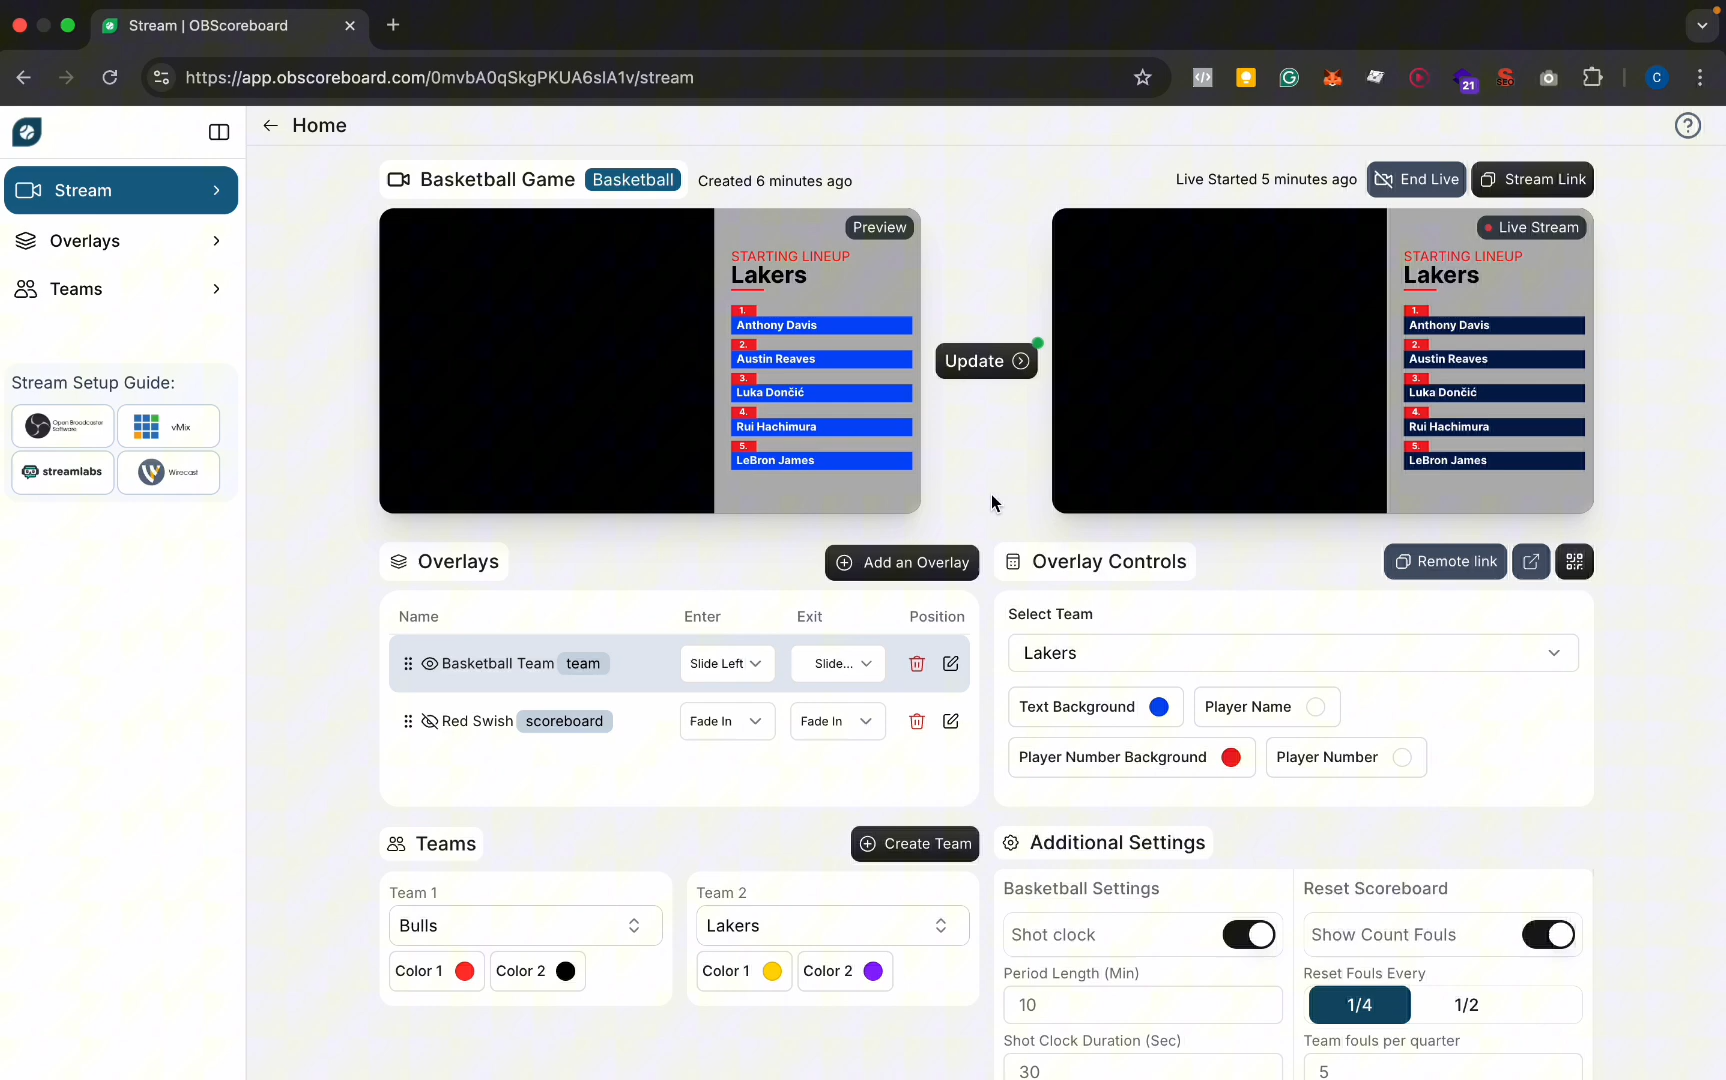 Stream | OBScoreboard
https://app.obscoreboard.com/0mvbA0qSkgPKUA6slA1v/stream
21
SEO
C
Home
Stream
Overlays
Teams
Stream Setup Guide:
Open Broadcaster Software
vMix
streamlabs
Wirecast
Basketball Game Basketball Created 6 minutes ago
Live Started 5 minutes ago End Live Stream Link
Preview
STARTING LINEUP
Lakers
1.
Anthony Davis
2.
Austin Reaves
3.
Luka Dončić
4.
Rui Hachimura
5.
LeBron James
Update
Live Stream
STARTING LINEUP
Lakers
1.
Anthony Davis
2.
Austin Reaves
3.
Luka Dončić
4.
Rui Hachimura
5.
LeBron James
Overlays Add an Overlay
Name Enter Exit Position
Basketball Team team Slide Left Slide...
Red Swish scoreboard Fade In Fade In
Overlay Controls Remote link
Select Team
Lakers
Text Background Player Name
Player Number Background Player Number
Teams Create Team
Team 1
Bulls
Color 1 Color 2
Team 2
Lakers
Color 1 Color 2
Additional Settings
Basketball Settings
Shot clock
Period Length (Min)
10
Shot Clock Duration (Sec)
30
Reset Scoreboard
Show Count Fouls
Reset Fouls Every
1/4 1/2
Team fouls per quarter
5